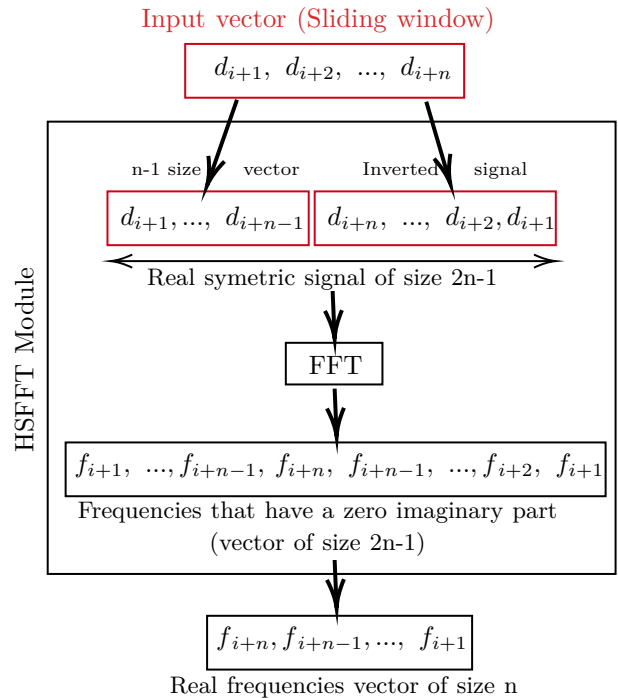 Input vector (Sliding window)
d_{i+1}, d_{i+2}, ..., d_{i+n}
n-1 size vector
Inverted signal
d_{i+1}, ..., d_{i+n-1}
d_{i+n}, ..., d_{i+2}, d_{i+1}
Real symetric signal of size 2n-1
FFT
HSFFT Module
f_{i+1}, ..., f_{i+n-1}, f_{i+n}, f_{i+n-1}, ..., f_{i+2}, f_{i+1}
Frequencies that have a zero imaginary part
(vector of size 2n-1)
f_{i+n}, f_{i+n-1}, ..., f_{i+1}
Real frequencies vector of size n